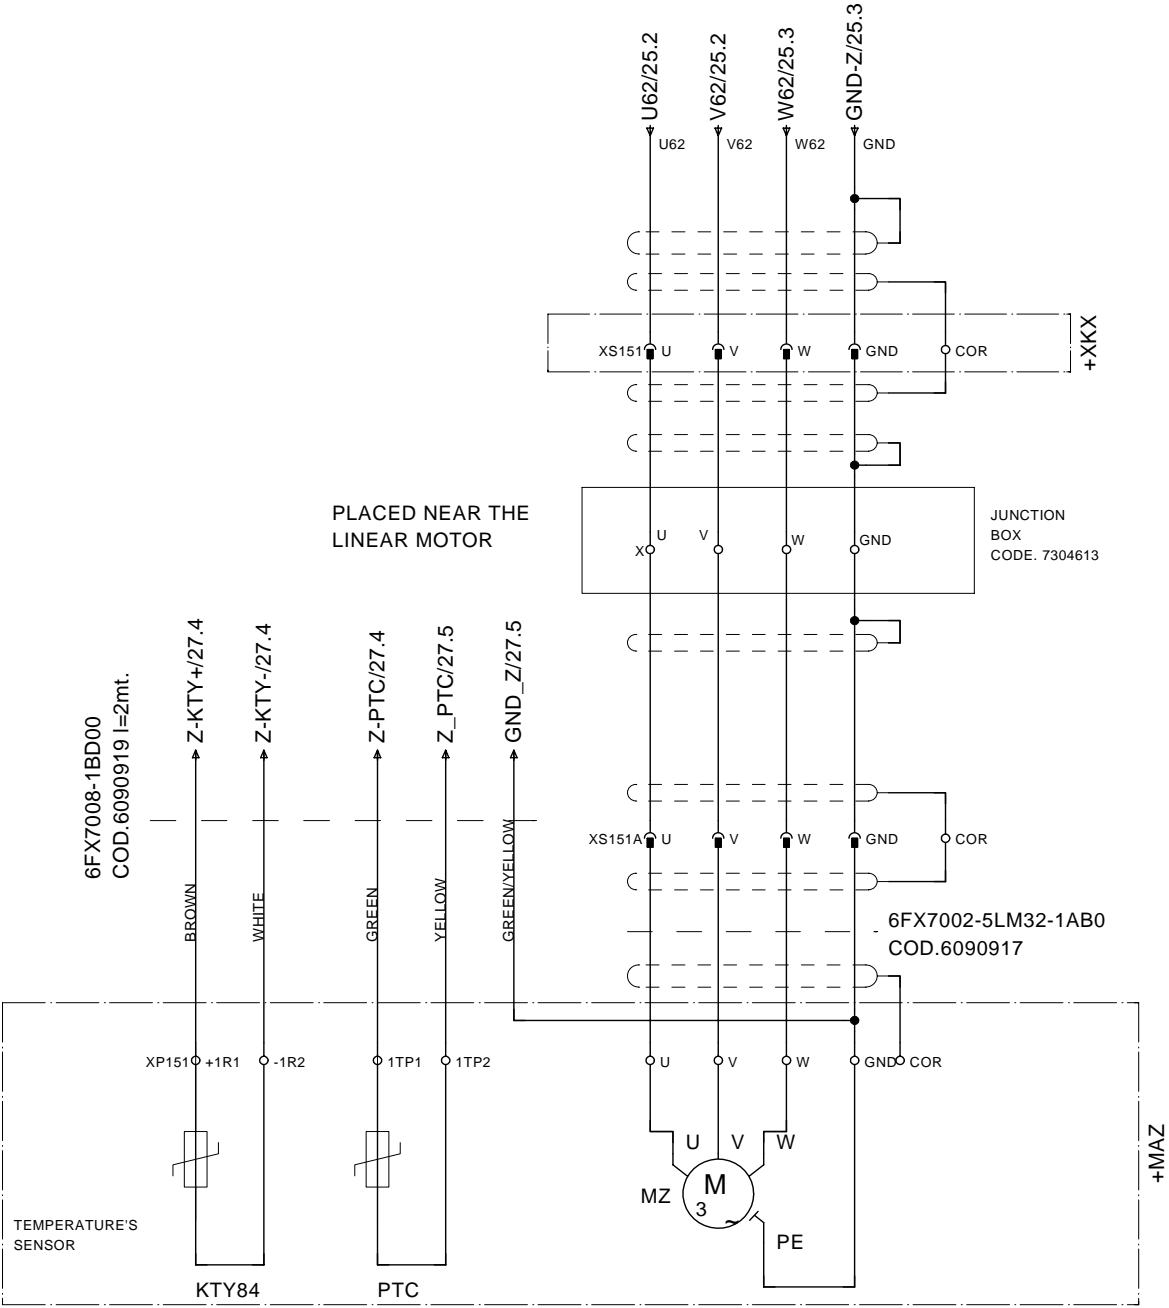 U62/25.2
V62/25.2
W62/25.3
GND-Z/25.3
U62
V62
W62
GND
XS151
U
V
W
GND
COR
+XKX
PLACED NEAR THE
LINEAR MOTOR
X
U
V
W
GND
JUNCTION
BOX
CODE. 7304613
6FX7008-1BD00
COD.6090919 l=2mt.
Z-KTY+/27.4
Z-KTY-/27.4
Z-PTC/27.4
Z_PTC/27.5
GND_Z/27.5
BROWN
WHITE
GREEN
YELLOW
GREEN/YELLOW
XS151A
U
V
W
GND
COR
6FX7002-5LM32-1AB0
COD.6090917
XP151
+1R1
-1R2
1TP1
1TP2
U
V
W
GND
COR
U
V
W
MZ
M
3
~
PE
+MAZ
TEMPERATURE'S
SENSOR
KTY84
PTC